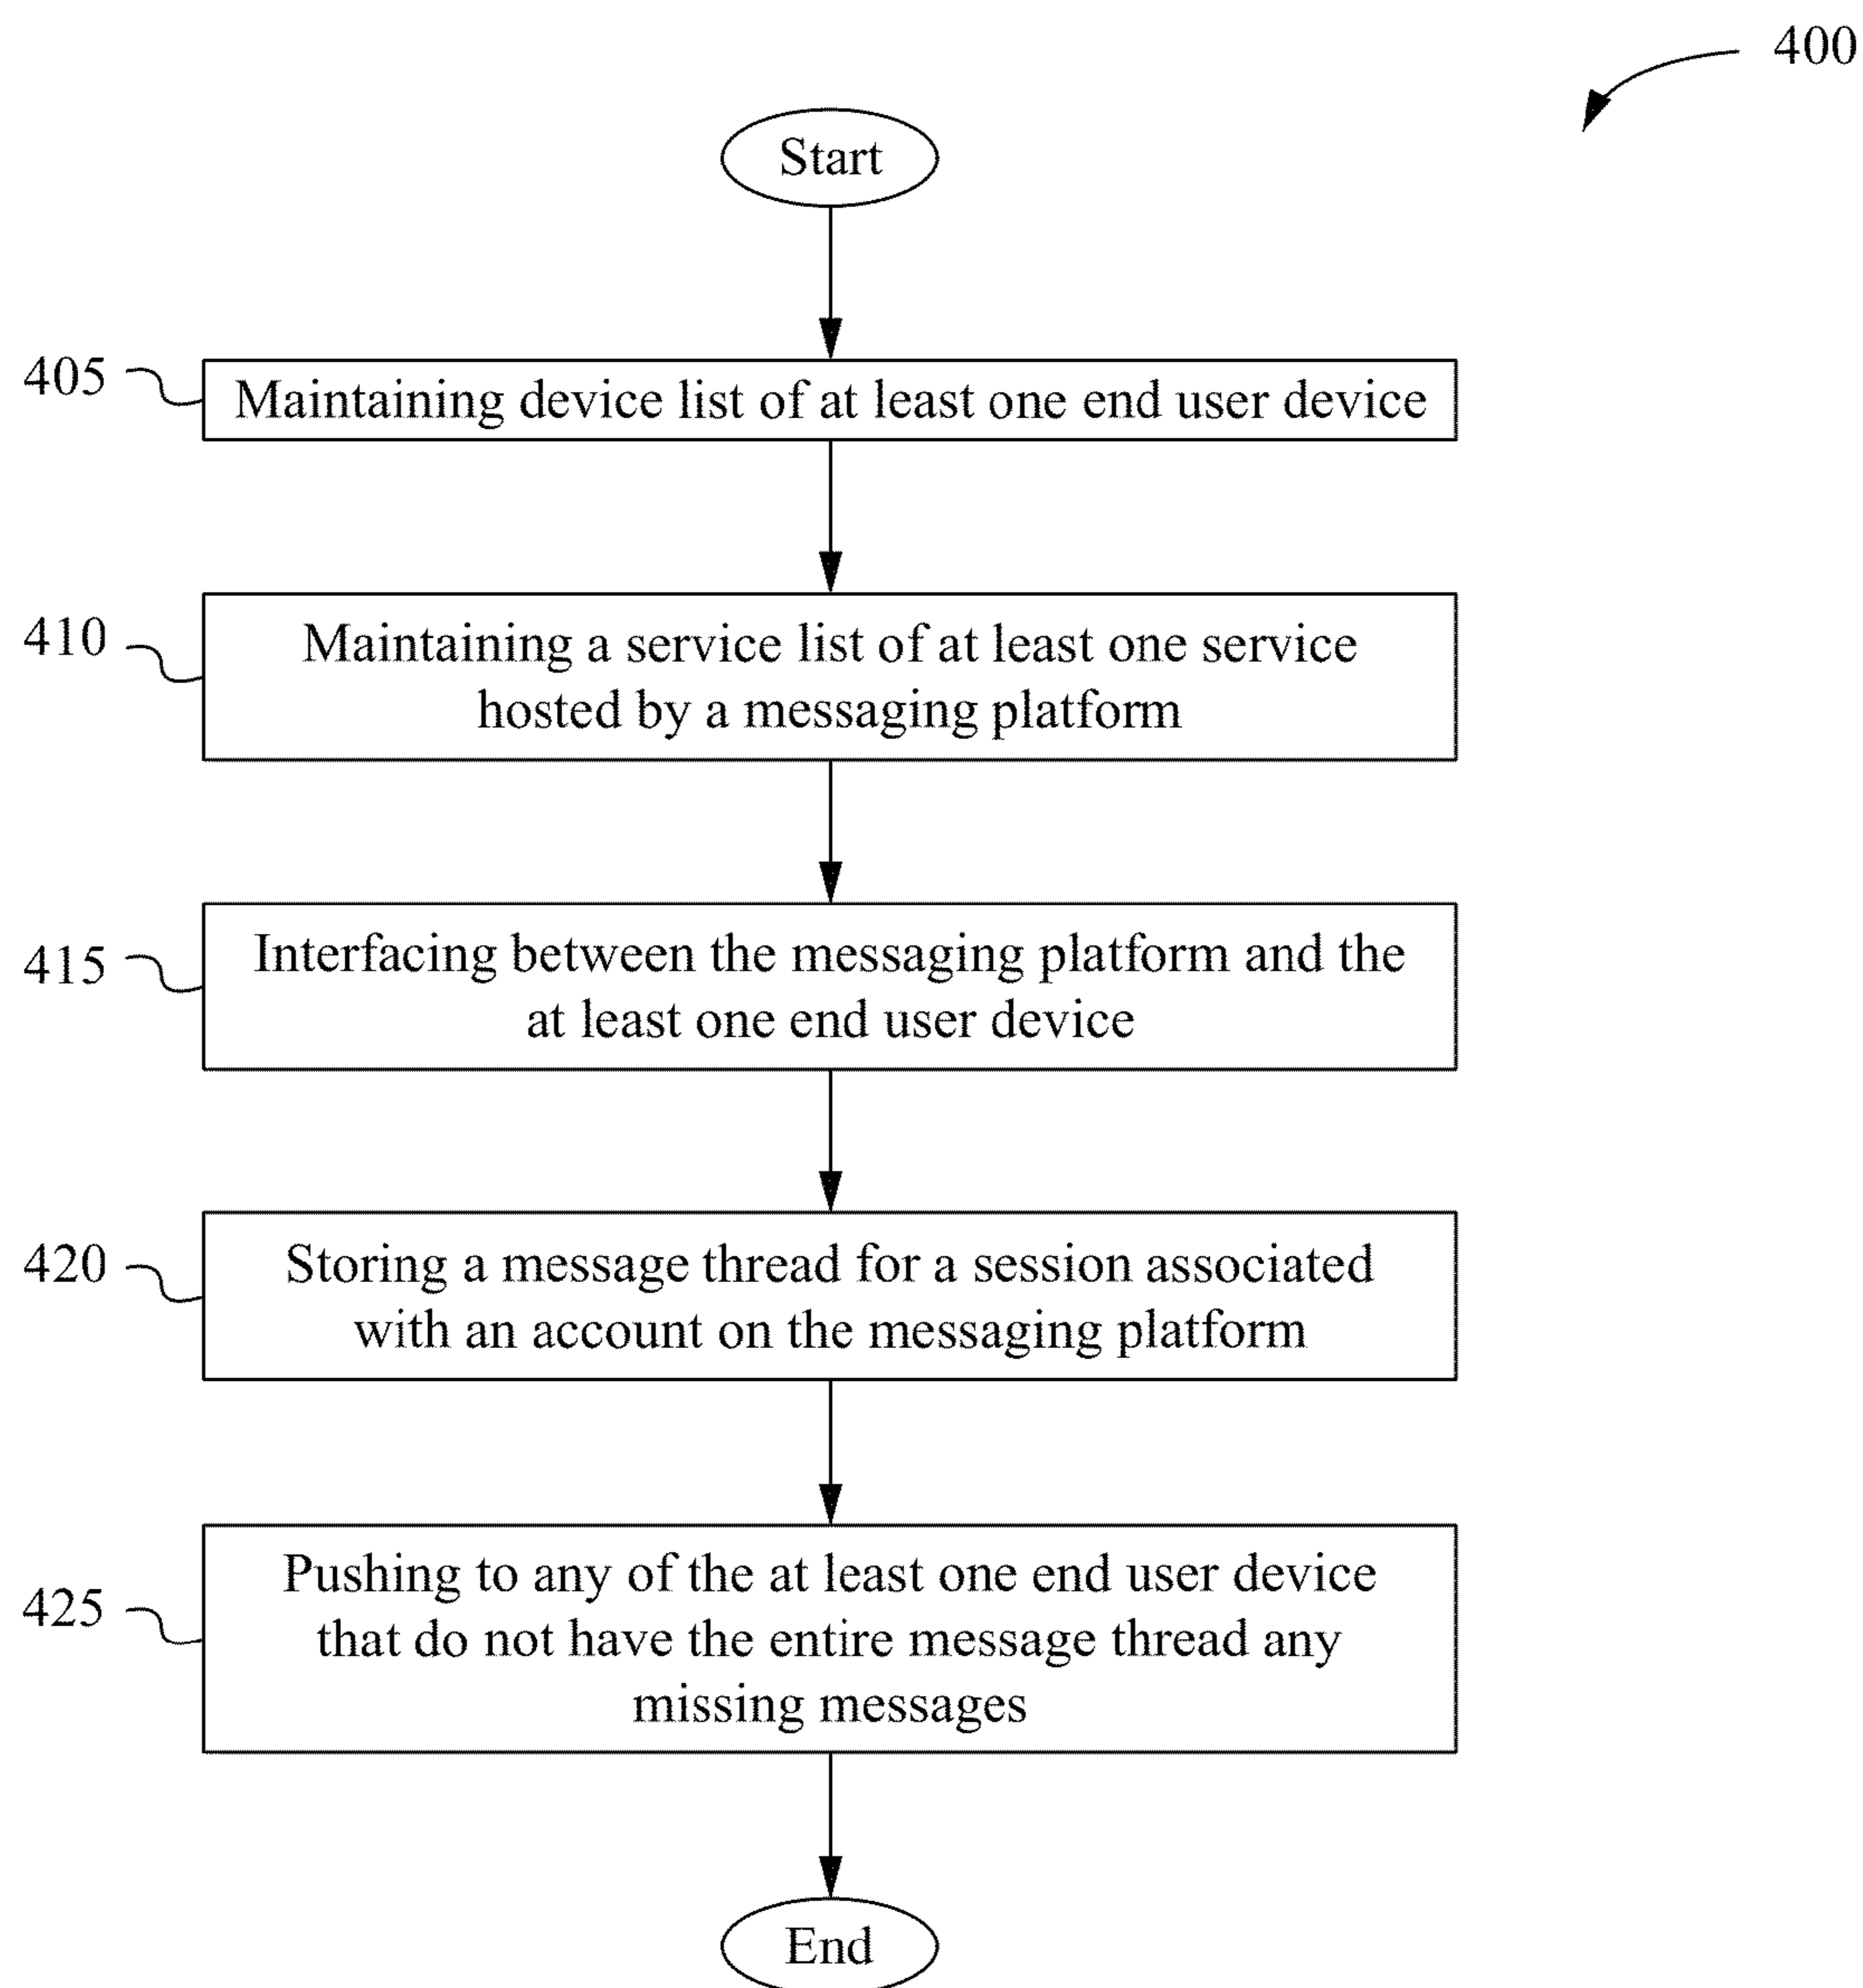 400
Start
405
Maintaining device list of at least one end user device
410
Maintaining a service list of at least one service
hosted by a messaging platform
415
Interfacing between the messaging platform and the
at least one end user device
420
Storing a message thread for a session associated
with an account on the messaging platform
425
Pushing to any of the at least one end user device
that do not have the entire message thread any
missing messages
End